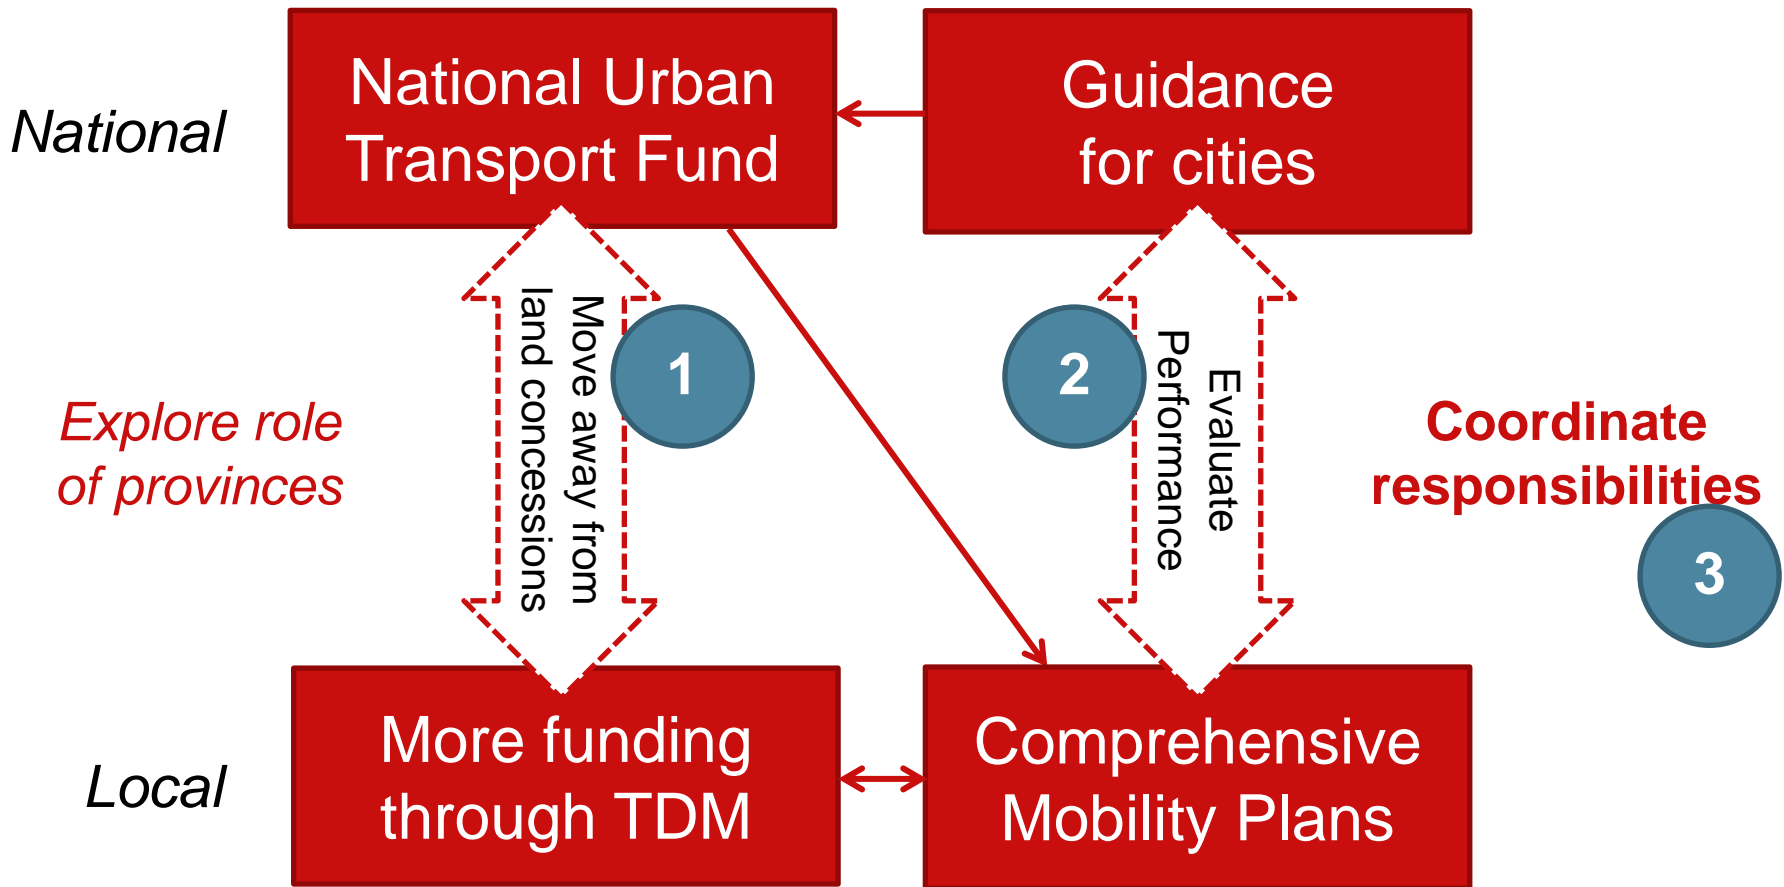 National
National Urban
Transport Fund
Guidance
for cities
Move away from
land concessions
1
2
Evaluate
Performance
Explore role
of provinces
Coordinate
responsibilities
3
Local
More funding
through TDM
Comprehensive
Mobility Plans